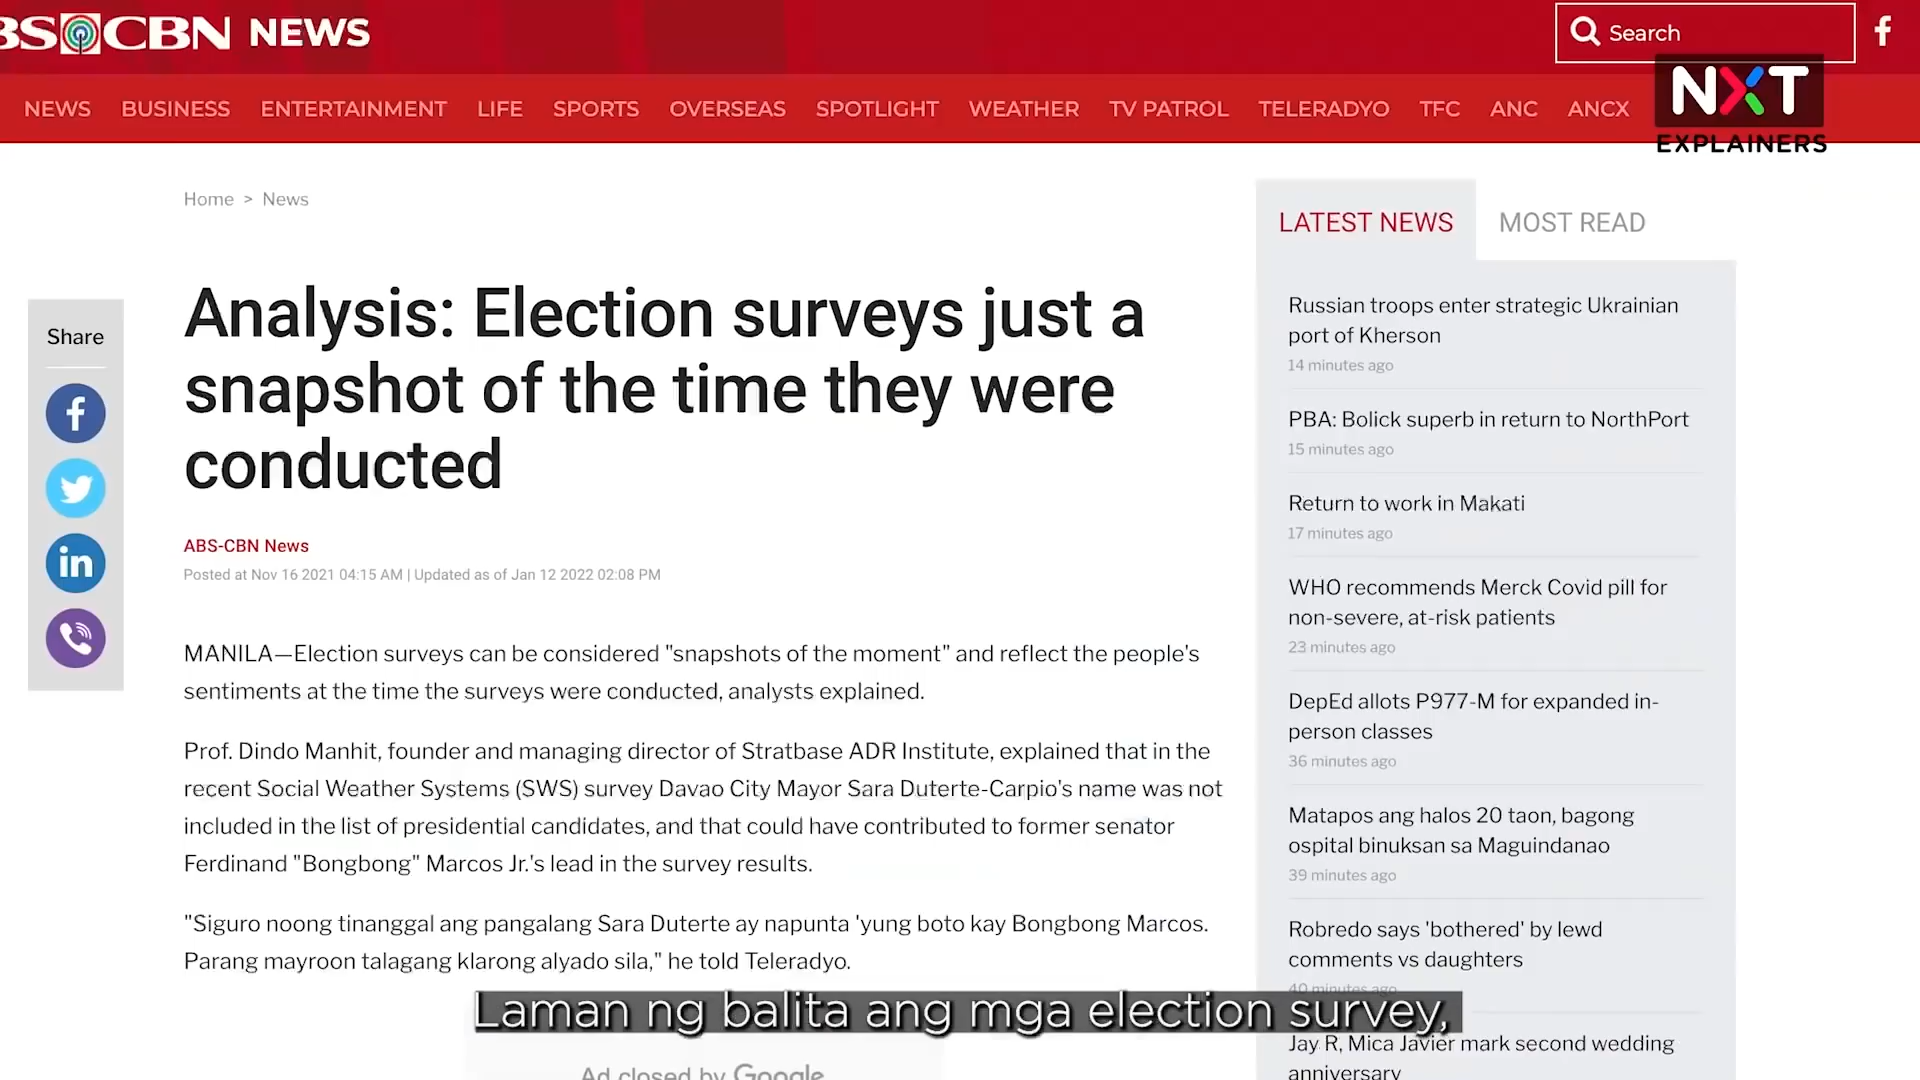 BS CBN NEWS
Search
NXT
EXPLAINERS
NEWS BUSINESS ENTERTAINMENT LIFE SPORTS OVERSEAS SPOTLIGHT WEATHER TV PATROL TELERADYO TFC ANC ANCX
Home > News
Analysis: Election surveys just a
snapshot of the time they were
conducted
Share
ABS-CBN News
Posted at Nov 16 2021 04:15 AM | Updated as of Jan 12 2022 02:08 PM
MANILA—Election surveys can be considered "snapshots of the moment" and reflect the people's
sentiments at the time the surveys were conducted, analysts explained.
Prof. Dindo Manhit, founder and managing director of Stratbase ADR Institute, explained that in the
recent Social Weather Systems (SWS) survey Davao City Mayor Sara Duterte-Carpio's name was not
included in the list of presidential candidates, and that could have contributed to former senator
Ferdinand "Bongbong" Marcos Jr.'s lead in the survey results.
"Siguro noong tinanggal ang pangalang Sara Duterte ay napunta 'yung boto kay Bongbong Marcos.
Parang mayroon talagang klarong alyado sila," he told Teleradyo.
LATEST NEWS MOST READ
Russian troops enter strategic Ukrainian
port of Kherson
14 minutes ago
PBA: Bolick superb in return to NorthPort
15 minutes ago
Return to work in Makati
17 minutes ago
WHO recommends Merck Covid pill for
non-severe, at-risk patients
23 minutes ago
DepEd allots P977-M for expanded in-
person classes
36 minutes ago
Matapos ang halos 20 taon, bagong
ospital binuksan sa Maguindanao
39 minutes ago
Robredo says 'bothered' by lewd
comments vs daughters
40 minutes ago
Jay R, Mica Javier mark second wedding
anniversary
Laman ng balita ang mga election survey,
Ad closed by Google